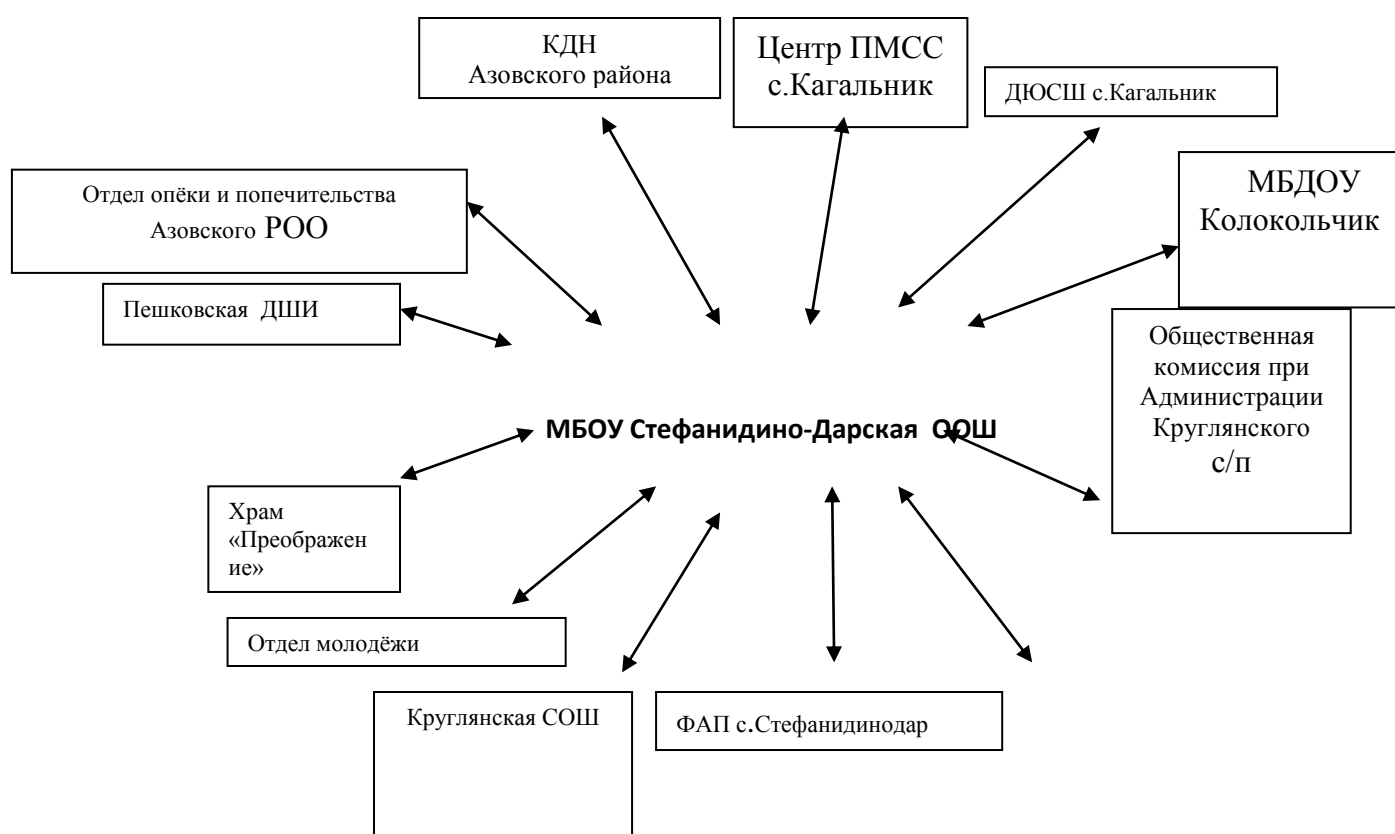 КДН
Азовского района
Центр ПМСС
с.Кагальник
ДЮСШ с.Кагальник
Отдел опёки и попечительства
Азовского РОО
МБДОУ
Колокольчик
Пешковская ДШИ
Общественная
комиссия при
Администрации
Круглянского
с/п
МБОУ Стефанидино-Дарская ООШ
Храм
«Преображен
ие»
Отдел молодёжи
Круглянская СОШ
ФАП с.Стефанидинодар